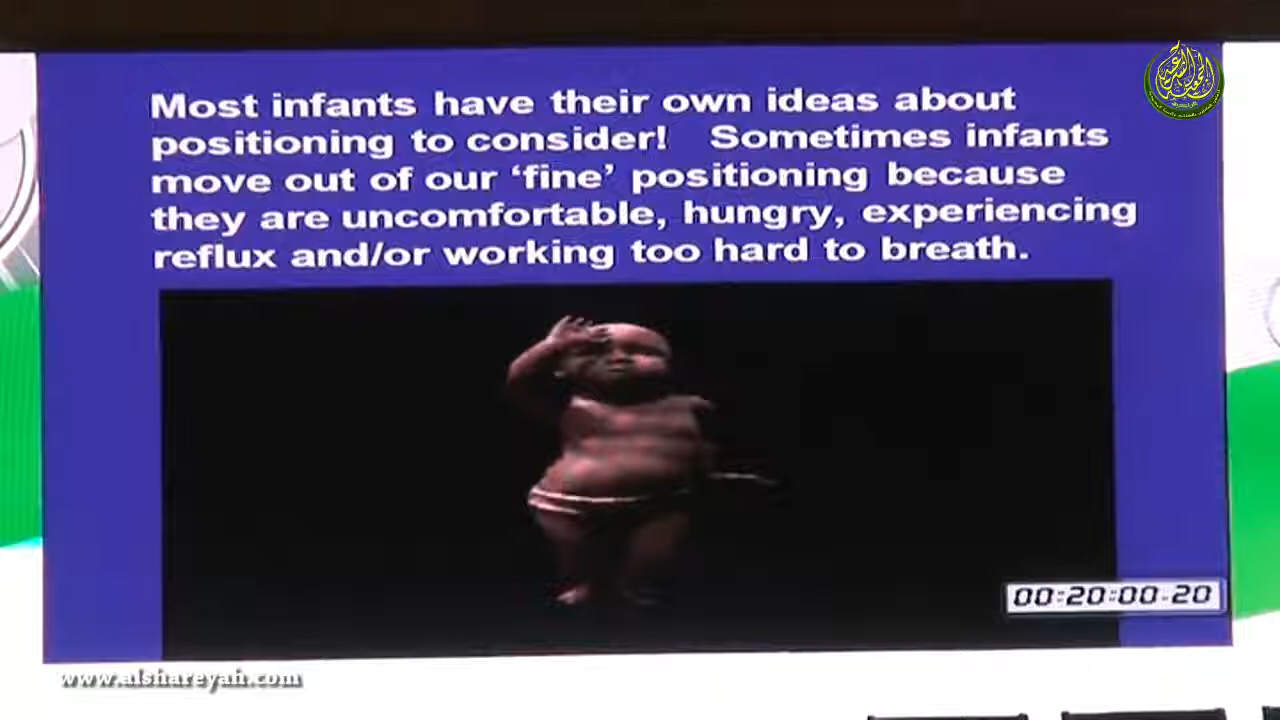 Most infants have their own ideas about
positioning to consider! Sometimes infants
move out of our ‘fine’ positioning because
they are uncomfortable, hungry, experiencing
reflux and/or working too hard to breath.
00:20:00-20
www.alshareyah.com